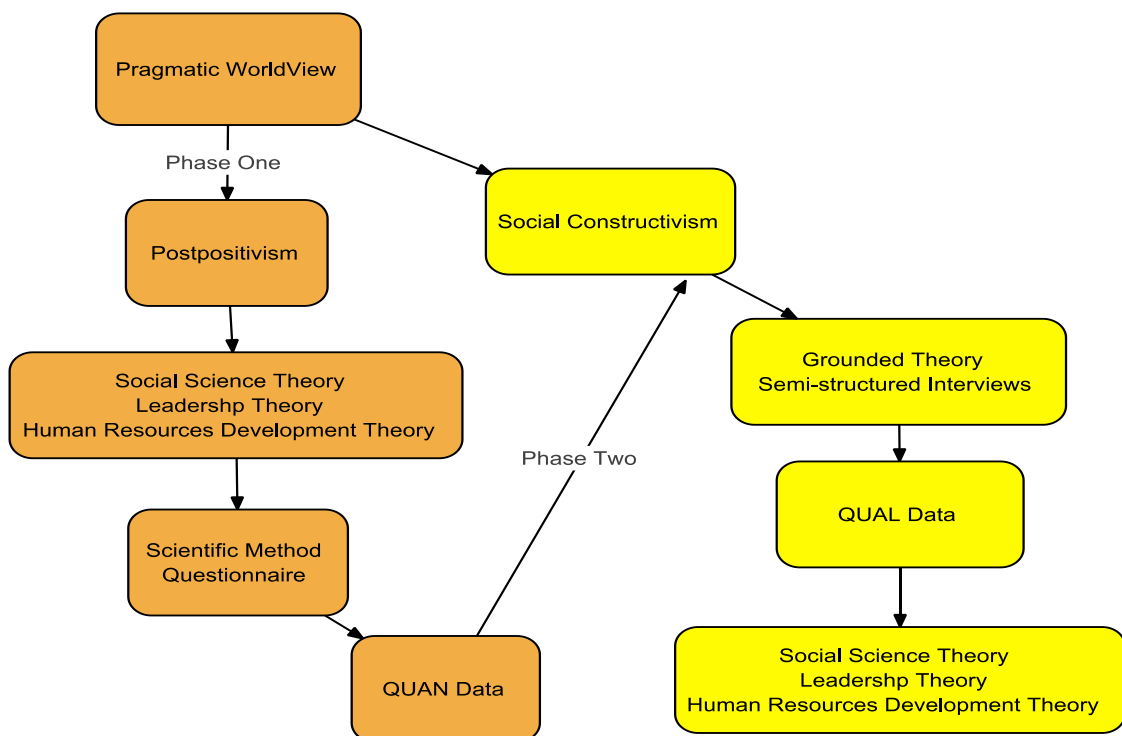 Pragmatic WorldView
Phase One
Postpositivism
Social Science Theory
Leadershp Theory
Human Resources Development Theory
Scientific Method
Questionnaire
QUAN Data
Phase Two
Social Constructivism
Grounded Theory
Semi-structured Interviews
QUAL Data
Social Science Theory
Leadershp Theory
Human Resources Development Theory